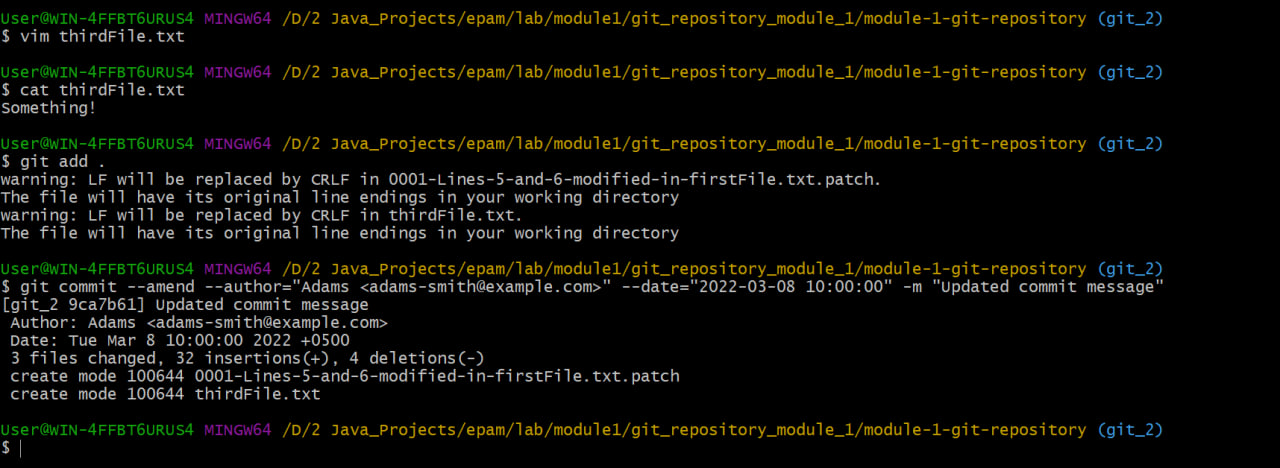 User@WIN-4FFBT6URUS4 MINGW64 /D/2 Java_Projects/epam/lab/module1/git_repository_module_1/module-1-git-repository (git_2)
$ vim thirdFile.txt
User@WIN-4FFBT6URUS4 MINGW64 /D/2 Java_Projects/epam/lab/module1/git_repository_module_1/module-1-git-repository (git_2)
$ cat thirdFile.txt
Something!
User@WIN-4FFBT6URUS4 MINGW64 /D/2 Java_Projects/epam/lab/module1/git_repository_module_1/module-1-git-repository (git_2)
$ git add .
warning: LF will be replaced by CRLF in 0001-Lines-5-and-6-modified-in-firstFile.txt.patch.
The file will have its original line endings in your working directory
warning: LF will be replaced by CRLF in thirdFile.txt.
The file will have its original line endings in your working directory
User@WIN-4FFBT6URUS4 MINGW64 /D/2 Java_Projects/epam/lab/module1/git_repository_module_1/module-1-git-repository (git_2)
$ git commit --amend --author="Adams <adams-smith@example.com>" --date="2022-03-08 10:00:00" -m "Updated commit message"
[git_2 9ca7b61] Updated commit message
 Author: Adams <adams-smith@example.com>
 Date: Tue Mar 8 10:00:00 2022 +0500
 3 files changed, 32 insertions(+), 4 deletions(-)
 create mode 100644 0001-Lines-5-and-6-modified-in-firstFile.txt.patch
 create mode 100644 thirdFile.txt
User@WIN-4FFBT6URUS4 MINGW64 /D/2 Java_Projects/epam/lab/module1/git_repository_module_1/module-1-git-repository (git_2)
$